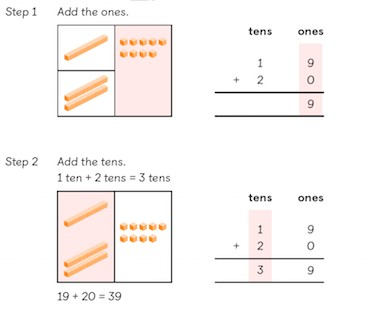 Step 1 Add the ones.
tens ones
1 9
+ 2 0
9
Step 2 Add the tens.
1 ten + 2 tens = 3 tens
tens ones
1 9
+ 2 0
3 9
19 + 20 = 39